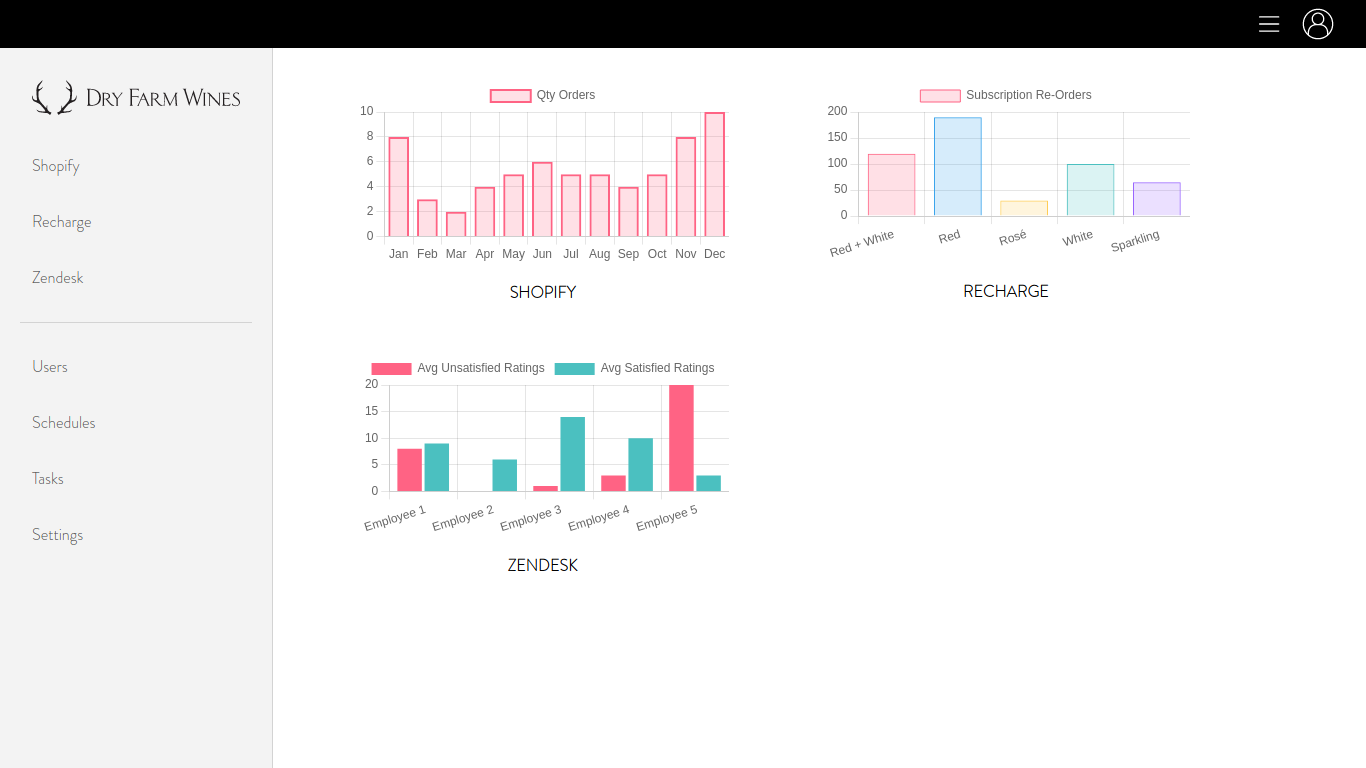 DRY FARM WINES
Shopify
Recharge
Zendesk
Users
Schedules
Tasks
Settings
Qty Orders
10
8
6
4
2
0
Jan Feb Mar Apr May Jun Jul Aug Sep Oct Nov Dec
SHOPIFY
Subscription Re-Orders
200
150
100
50
0
Red + White Red Rosé White Sparkling
RECHARGE
Avg Unsatisfied Ratings Avg Satisfied Ratings
20
15
10
5
0
Employee 1 Employee 2 Employee 3 Employee 4 Employee 5
ZENDESK